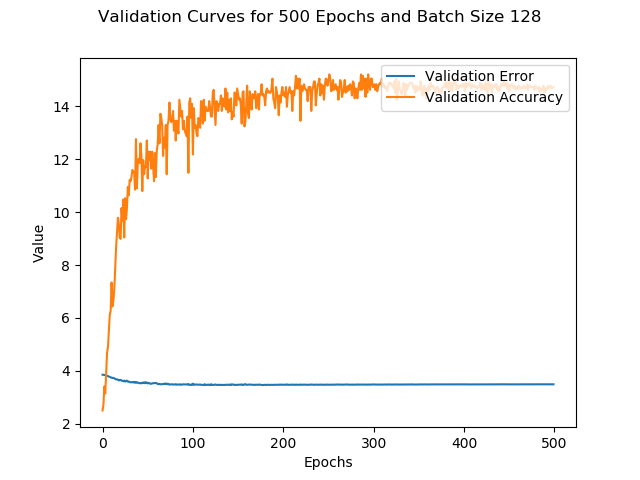 Validation Curves for 500 Epochs and Batch Size 128
Validation Error
Validation Accuracy
14
12
10
8
6
4
2
Value
0
100
200
300
400
500
Epochs